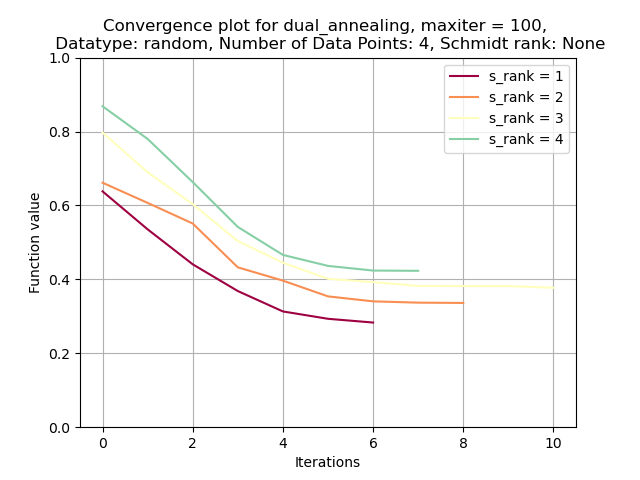 Convergence plot for dual_annealing, maxiter = 100,
Datatype: random, Number of Data Points: 4, Schmidt rank: None
s_rank = 1
s_rank = 2
s_rank = 3
s_rank = 4
1.0
0.8
0.6
0.4
0.2
0.0
Function value
0 2 4 6 8 10
Iterations